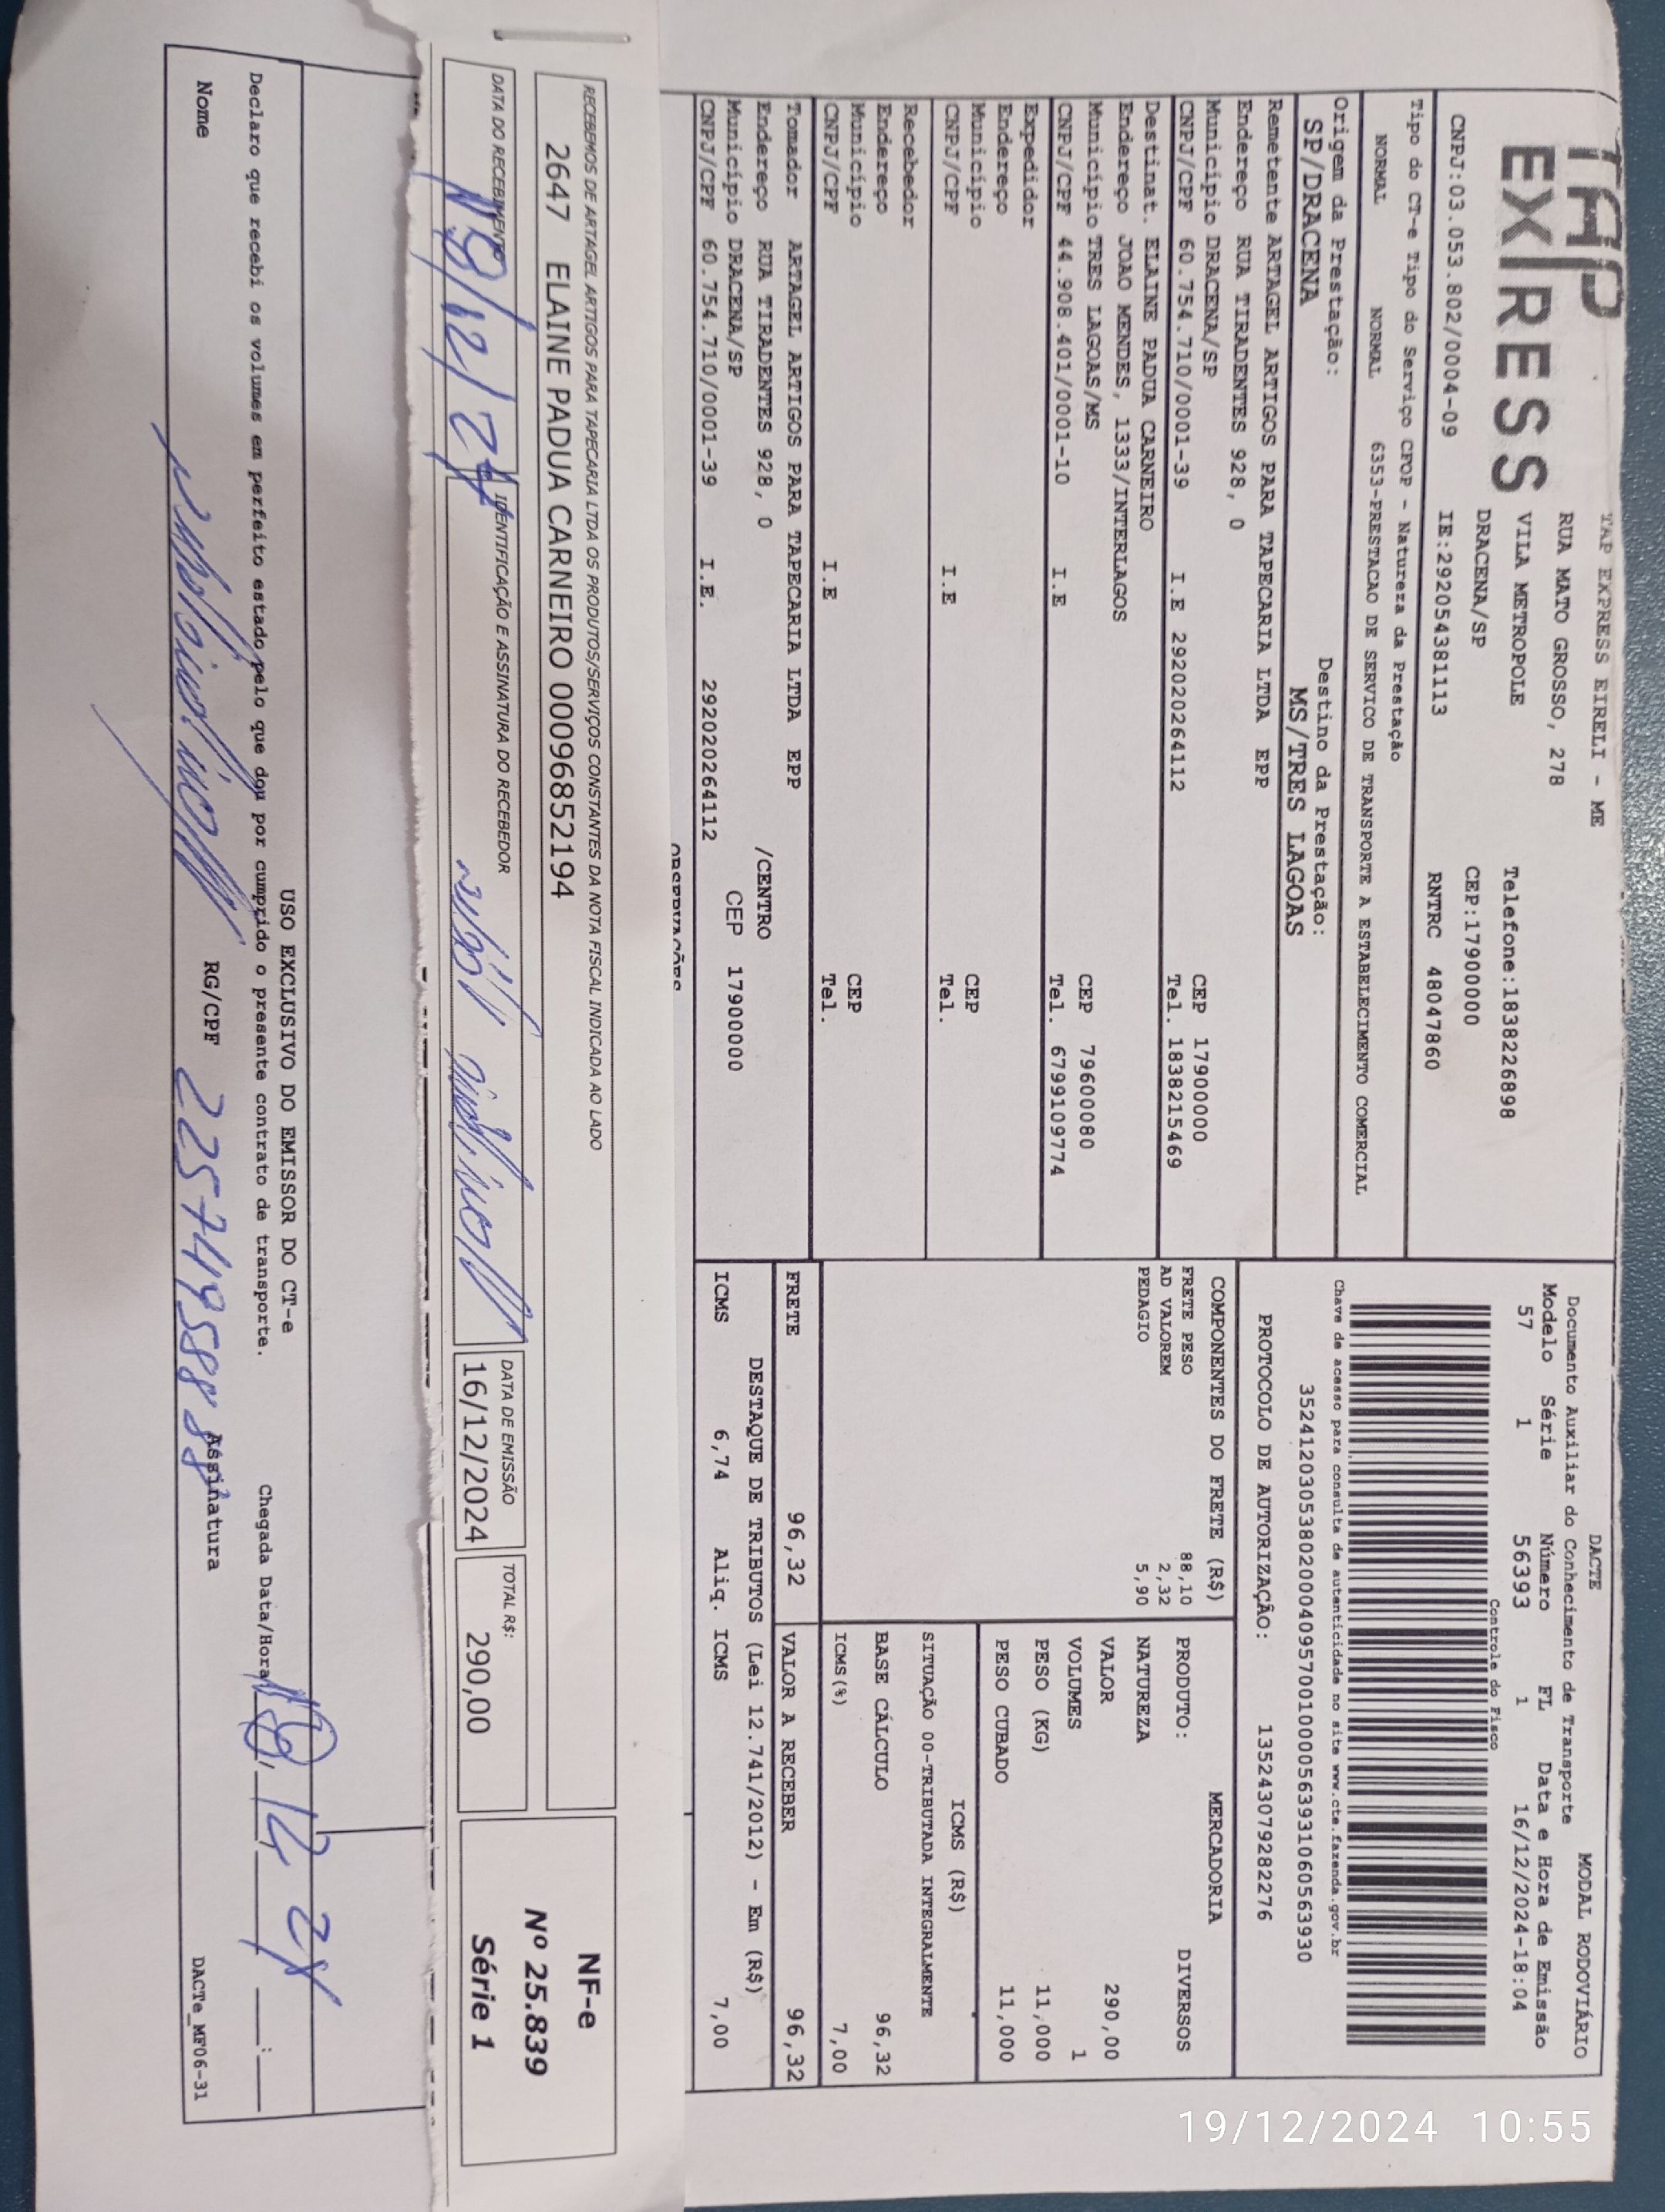 TAP
EXPRESS
TAP EXPRESS EIRELI - ME
RUA MATO GROSSO, 278
VILA METROPOLE
DRACENA/SP
Telefone:1838226898
CEP:17900000
CNPJ:03.053.802/0004-09 IE:292054381113 RNTRC 48047860
Tipo do CT-e Tipo do Serviço CFOP - Natureza da Prestação
NORMAL NORMAL 6353-PRESTACAO DE SERVICO DE TRANSPORTE A ESTABELECIMENTO COMERCIAL
Origem da Prestação: Destino da Prestação:
SP/DRACENA MS/TRES LAGOAS
Remetente ARTAGEL ARTIGOS PARA TAPECARIA LTDA EPP
Endereço RUA TIRADENTES 928, 0
Município DRACENA/SP CEP 17900000
CNPJ/CPF 60.754.710/0001-39 I.E 292020264112 Tel. 1838215469
Destinat. ELAINE PADUA CARNEIRO
Endereço JOAO MENDES, 1333/INTERLAGOS
Município TRES LAGOAS/MS CEP 79600080
CNPJ/CPF 44.908.401/0001-10 I.E Tel. 67991099774
Expedidor
Endereço
Município CEP
CNPJ/CPF I.E Tel.
Recebedor
Endereço
Município CEP
CNPJ/CPF I.E Tel.
Tomador ARTAGEL ARTIGOS PARA TAPECARIA LTDA EPP
Endereço RUA TIRADENTES 928, 0 /CENTRO
Município DRACENA/SP CEP 17900000
CNPJ/CPF 60.754.710/0001-39 I.E. 292020264112
OBSERVAÇÕES
DACTE MODAL RODOVIÁRIO
Documento Auxiliar do Conhecimento de Transporte
Modelo Série Número FL Data e Hora de Emissão
57 1 56393 1 16/12/2024-18:04
Controle do Fisco
Chave de acesso para consulta de autenticidade no site www.cte.fazenda.gov.br
35241203053802000409570010000563931060563930
PROTOCOLO DE AUTORIZAÇÃO: 135243079282276
COMPONENTES DO FRETE (R$)
FRETE PESO 88,10
AD VALOREM 2,32
PEDAGIO 5,90
MERCADORIA
PRODUTO: DIVERSOS
NATUREZA
VALOR 290,00
VOLUMES 1
PESO (KG) 11,000
PESO CUBADO 11,000
ICMS (R$)
SITUAÇÃO 00-TRIBUTADA INTEGRALMENTE
BASE CÁLCULO 96,32
ICMS (%) 7,00
FRETE 96,32 VALOR A RECEBER 96,32
DESTAQUE DE TRIBUTOS (Lei 12.741/2012) - Em (R$)
ICMS 6,74 Aliq. ICMS 7,00
RECEBEMOS DE ARTAGEL ARTIGOS PARA TAPECARIA LTDA OS PRODUTOS/SERVIÇOS CONSTANTES DA NOTA FISCAL INDICADA AO LADO
2647 ELAINE PADUA CARNEIRO 00096852194
DATA DO RECEBIMENTO IDENTIFICAÇÃO E ASSINATURA DO RECEBEDOR DATA DE EMISSÃO TOTAL R$:
18/12/24 16/12/2024 290,00
NF-e
Nº 25.839
Série 1
USO EXCLUSIVO DO EMISSOR DO CT-e
Declaro que recebi os volumes em perfeito estado pelo que dou por cumprido o presente contrato de transporte. Chegada Data/Hora 18 12 24
Nome RG/CPF Assinatura
DACTe_MF06-31
19/12/2024 10:55